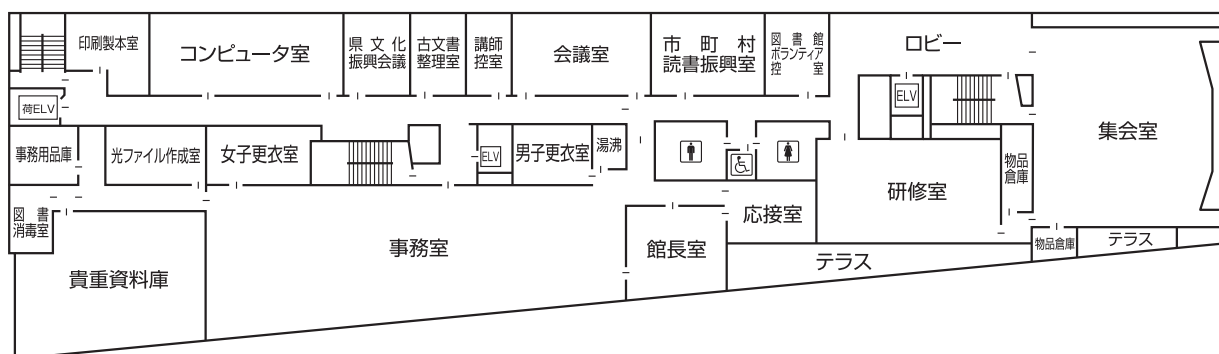 印刷製本室
コンピュータ室
県文化
振興会議
古文書
整理室
講師
控室
会議室
市町村
読書振興室
図書館
ボランティア
控室
ロビー
荷ELV
ELV
集会室
事務用品庫
光ファイル作成室
女子更衣室
ELV
男子更衣室
湯沸
物品
倉庫
研修室
図書
消毒室
応接室
事務室
館長室
貴重資料庫
テラス
物品倉庫
テラス